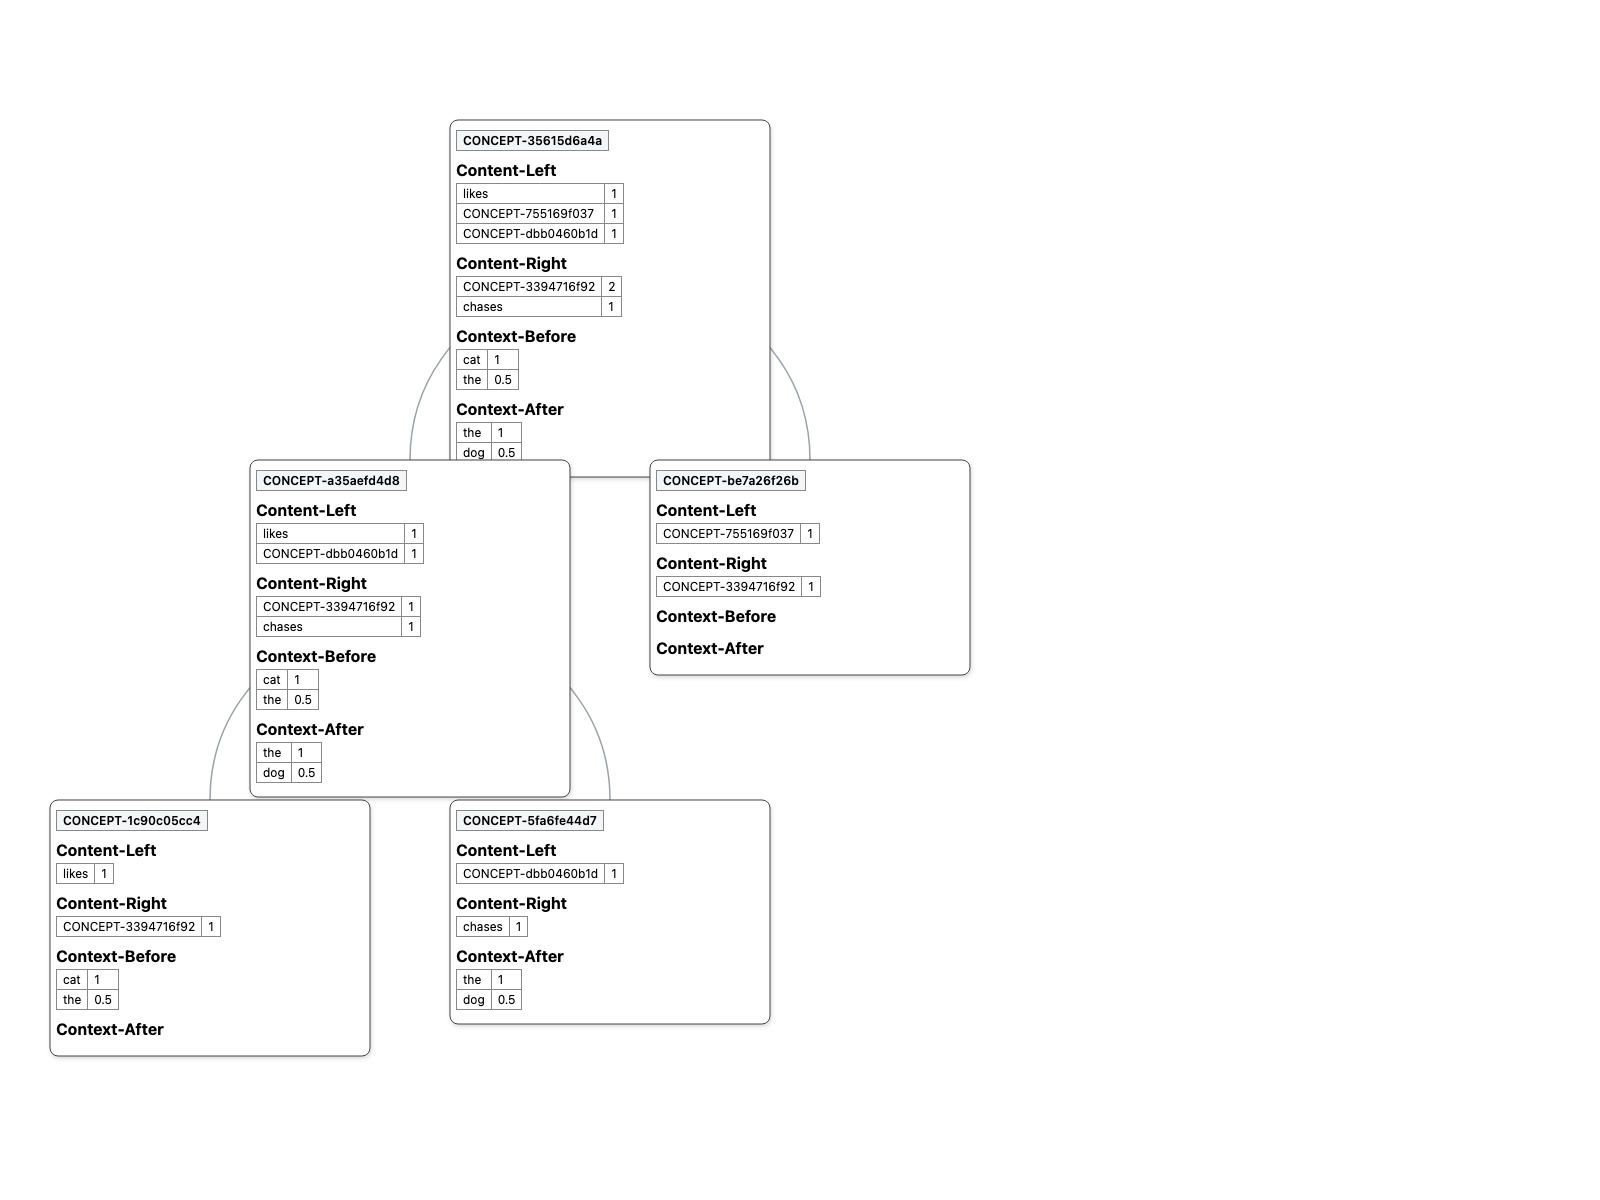 CONCEPT-35615d6a4a
Content-Left
likes 1
CONCEPT-755169f037 1
CONCEPT-dbb0460b1d 1
Content-Right
CONCEPT-3394716f92 2
chases 1
Context-Before
cat 1
the 0.5
Context-After
the 1
dog 0.5
CONCEPT-a35aefd4d8
Content-Left
likes 1
CONCEPT-dbb0460b1d 1
Content-Right
CONCEPT-3394716f92 1
chases 1
Context-Before
cat 1
the 0.5
Context-After
the 1
dog 0.5
CONCEPT-be7a26f26b
Content-Left
CONCEPT-755169f037 1
Content-Right
CONCEPT-3394716f92 1
Context-Before
Context-After
CONCEPT-1c90c05cc4
Content-Left
likes 1
Content-Right
CONCEPT-3394716f92 1
Context-Before
cat 1
the 0.5
Context-After
CONCEPT-5fa6fe44d7
Content-Left
CONCEPT-dbb0460b1d 1
Content-Right
chases 1
Context-After
the 1
dog 0.5